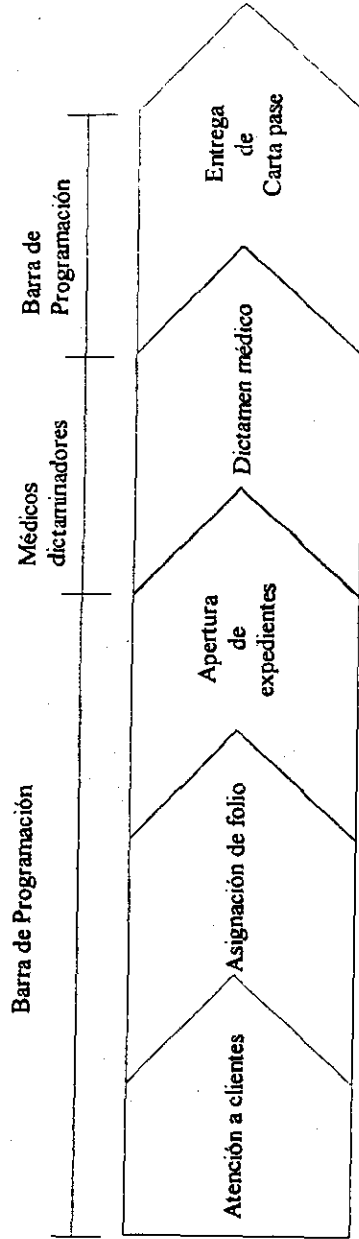 Barra de Programación
Médicos
dictaminadores
Barra de
Programación
Atención a clientes
Asignación de folio
Apertura
de
expedientes
Dictamen médico
Entrega
de
Carta pase